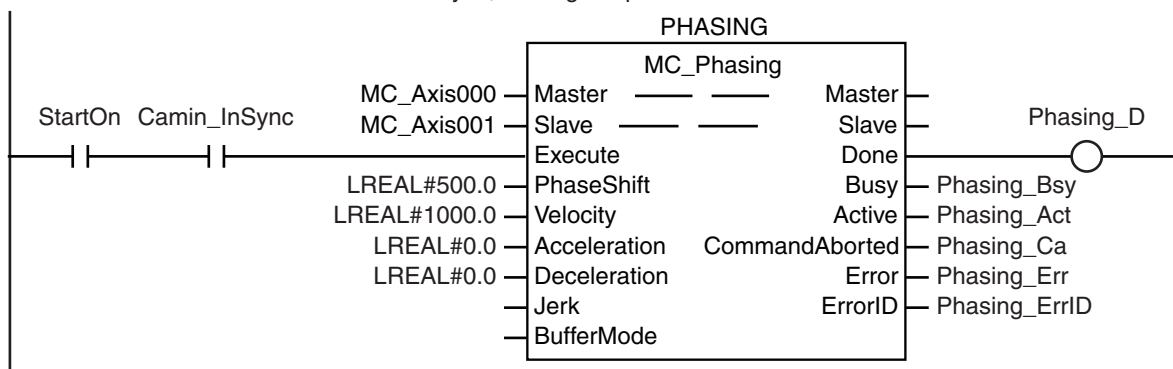 PHASING
MC_Phasing
MC_Axis000 Master Master
StartOn Camin_InSync MC_Axis001 Slave Slave Phasing_D
Execute Done
LREAL#500.0 PhaseShift Busy Phasing_Bsy
LREAL#1000.0 Velocity Active Phasing_Act
LREAL#0.0 Acceleration CommandAborted Phasing_Ca
LREAL#0.0 Deceleration Error Phasing_Err
Jerk ErrorID Phasing_ErrID
BufferMode